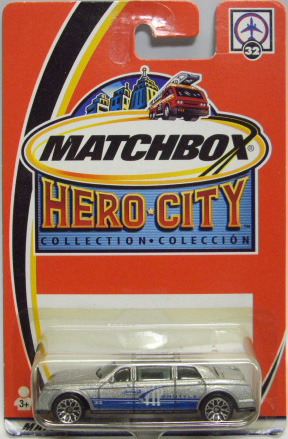 32
MATCHBOX
HERO CITY
COLLECTION • COLECCIÓN
3+